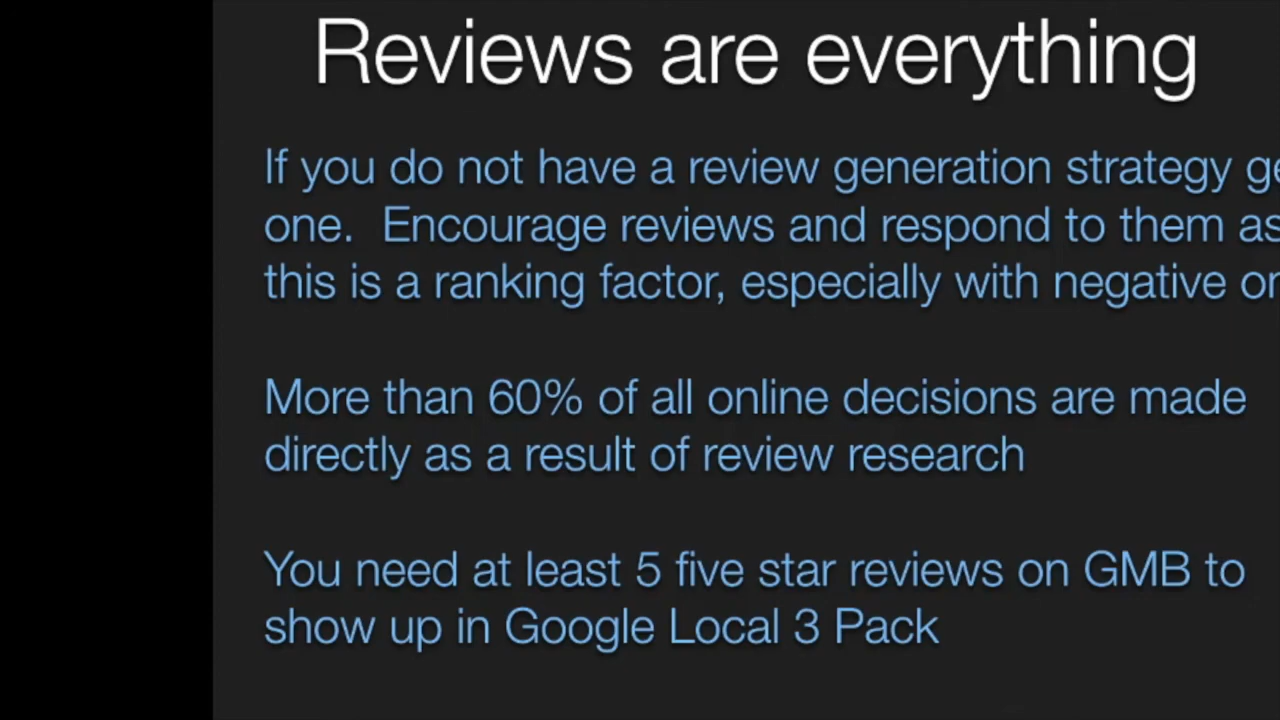 Reviews are everything
If you do not have a review generation strategy
one. Encourage reviews and respond to them as
this is a ranking factor, especially with negative
More than 60% of all online decisions are made
directly as a result of review research
You need at least 5 five star reviews on GMB to
show up in Google Local 3 Pack